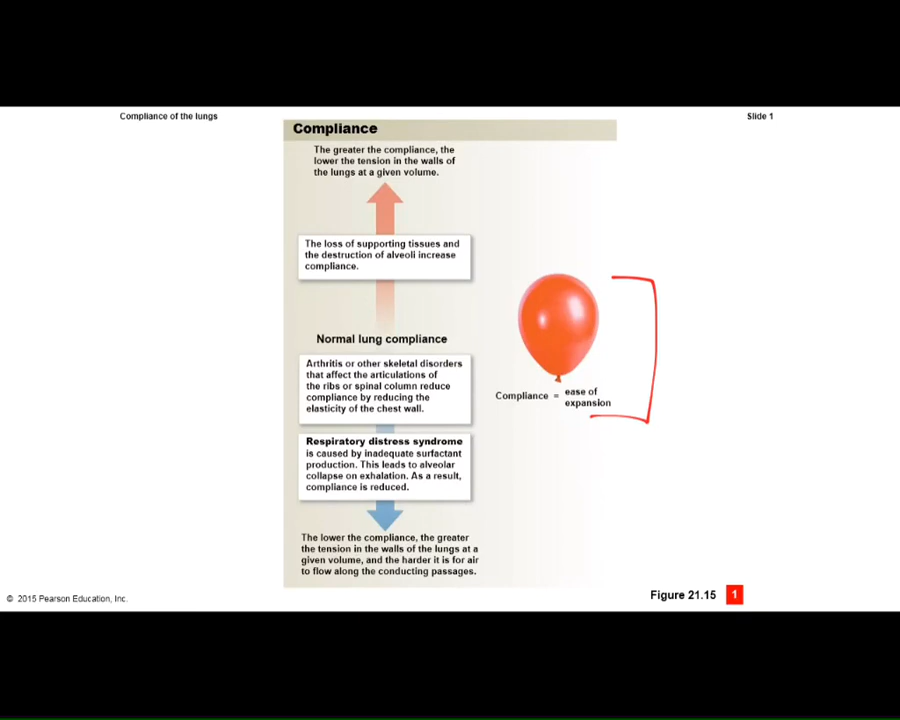 Compliance of the lungs
Slide 1
Compliance
The greater the compliance, the
lower the tension in the walls of
the lungs at a given volume.
The loss of supporting tissues and
the destruction of alveoli increase
compliance.
Normal lung compliance
Arthritis or other skeletal disorders
that affect the articulations of
the ribs or spinal column reduce
compliance by reducing the
elasticity of the chest wall.
Compliance = ease of
expansion
Respiratory distress syndrome
is caused by inadequate surfactant
production. This leads to alveolar
collapse on exhalation. As a result,
compliance is reduced.
The lower the compliance, the greater
the tension in the walls of the lungs at a
given volume, and the harder it is for air
to flow along the conducting passages.
© 2015 Pearson Education, Inc.
Figure 21.15 1